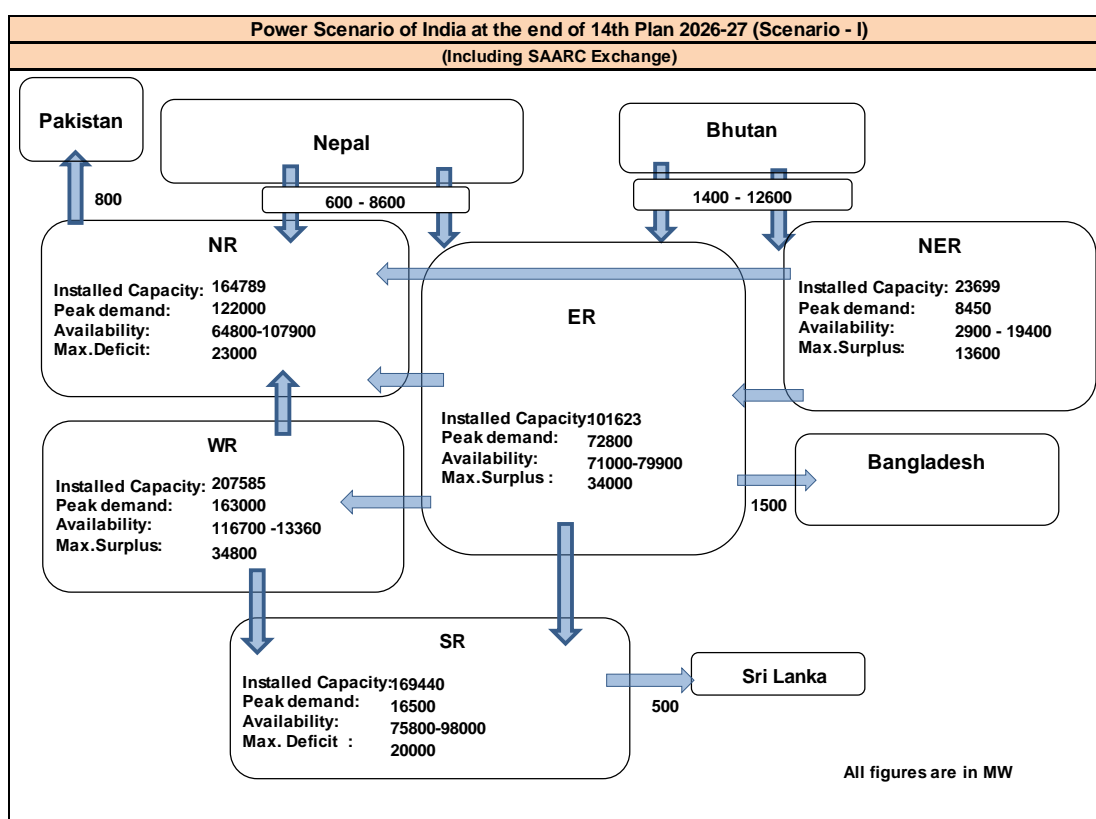 Power Scenario of India at the end of 14th Plan 2026-27 (Scenario - I)
(Including SAARC Exchange)
Pakistan
Nepal
Bhutan
800
600 - 8600
1400 - 12600
NR
Installed Capacity: 164789
Peak demand: 122000
Availability: 64800-107900
Max.Deficit: 23000
ER
Installed Capacity:101623
Peak demand: 72800
Availability: 71000-79900
Max.Surplus : 34000
NER
Installed Capacity: 23699
Peak demand: 8450
Availability: 2900 - 19400
Max.Surplus: 13600
WR
Installed Capacity: 207585
Peak demand: 163000
Availability: 116700 -13360
Max.Surplus: 34800
Bangladesh
1500
SR
Installed Capacity:169440
Peak demand: 16500
Availability: 75800-98000
Max. Deficit : 20000
Sri Lanka
500
All figures are in MW